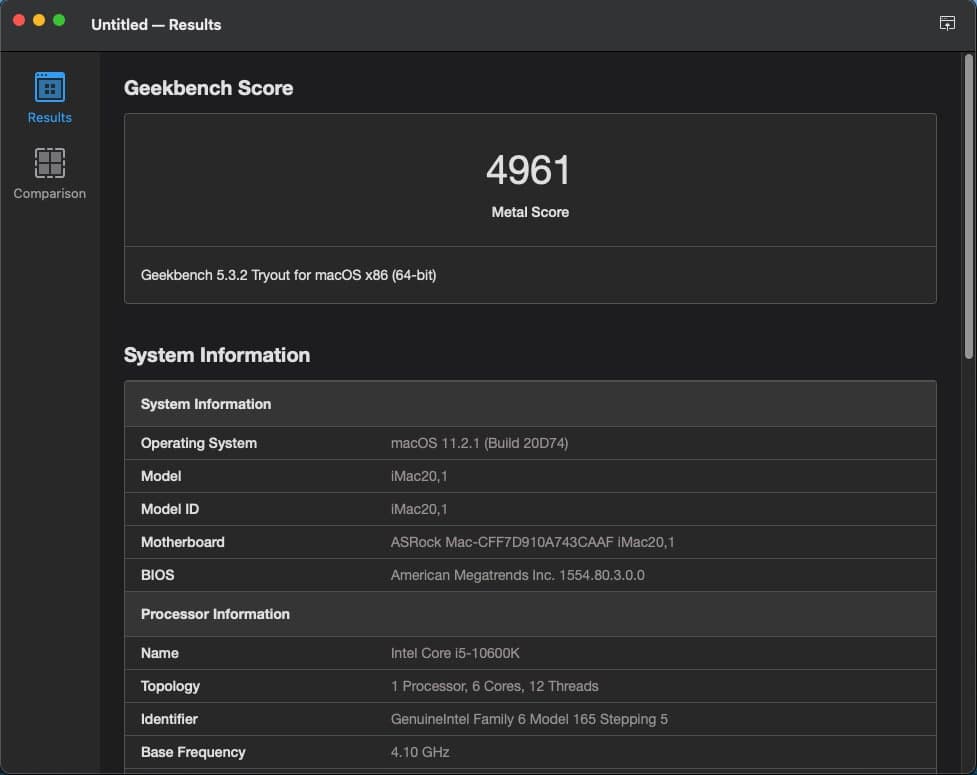 Untitled — Results
Results
Comparison
Geekbench Score
4961
Metal Score
Geekbench 5.3.2 Tryout for macOS x86 (64-bit)
System Information
System Information
Operating System macOS 11.2.1 (Build 20D74)
Model iMac20,1
Model ID iMac20,1
Motherboard ASRock Mac-CFF7D910A743CAAF iMac20,1
BIOS American Megatrends Inc. 1554.80.3.0.0
Processor Information
Name Intel Core i5-10600K
Topology 1 Processor, 6 Cores, 12 Threads
Identifier GenuineIntel Family 6 Model 165 Stepping 5
Base Frequency 4.10 GHz